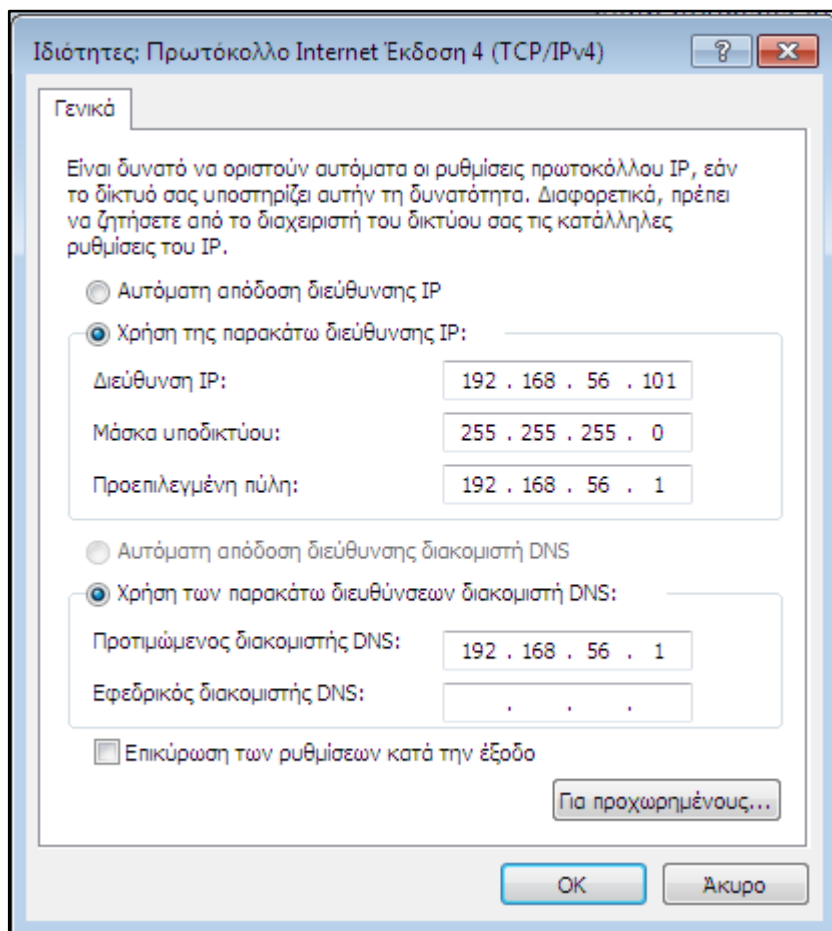 Ιδιότητες: Πρωτόκολλο Internet Έκδοση 4 (TCP/IPv4)
Γενικά
Είναι δυνατό να οριστούν αυτόματα οι ρυθμίσεις πρωτοκόλλου IP, εάν
το δίκτυό σας υποστηρίζει αυτήν τη δυνατότητα. Διαφορετικά, πρέπει
να ζητήσετε από το διαχειριστή του δικτύου σας τις κατάλληλες
ρυθμίσεις του IP.
Αυτόματη απόδοση διεύθυνσης IP
Χρήση της παρακάτω διεύθυνσης IP:
Διεύθυνση IP: 192 . 168 . 56 . 101
Μάσκα υποδικτύου: 255 . 255 . 255 . 0
Προεπιλεγμένη πύλη: 192 . 168 . 56 . 1
Αυτόματη απόδοση διεύθυνσης διακομιστή DNS
Χρήση των παρακάτω διευθύνσεων διακομιστή DNS:
Προτιμώμενος διακομιστής DNS: 192 . 168 . 56 . 1
Εφεδρικός διακομιστής DNS: . . .
Επικύρωση των ρυθμίσεων κατά την έξοδο
Για προχωρημένους...
OK Άκυρο